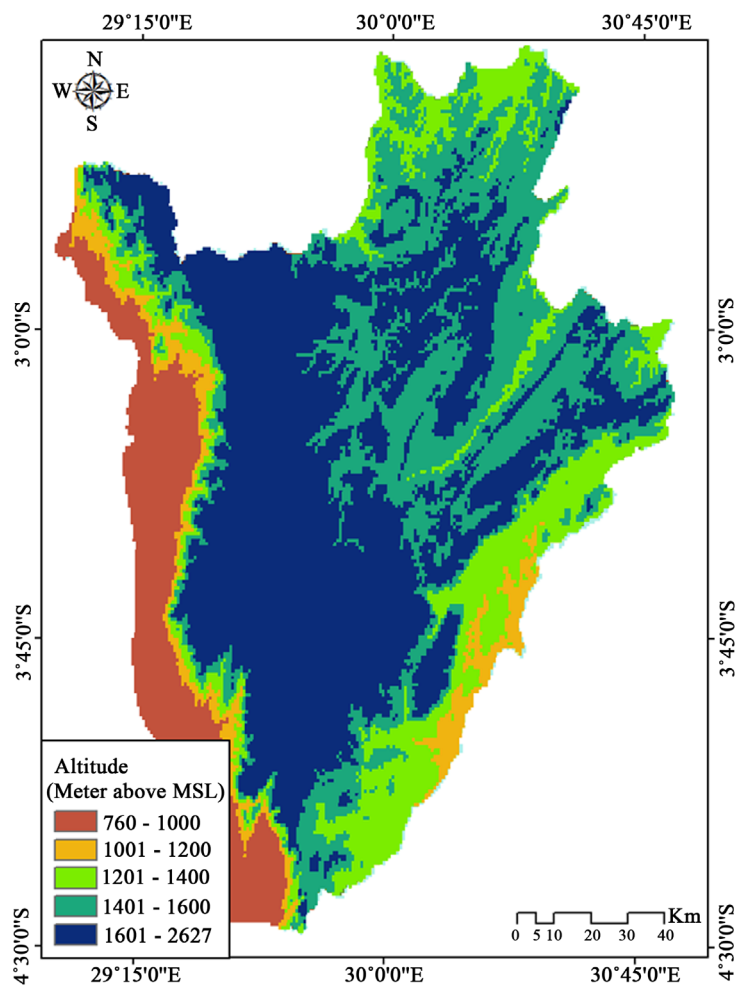 29°15'0"E 30°0'0"E 30°45'0"E
N
W E
S
3°0'0"S 3°0'0"S
3°45'0"S 3°45'0"S
Altitude
(Meter above MSL)
760 - 1000
1001 - 1200
1201 - 1400
1401 - 1600
1601 - 2627
Km
0 5 10 20 30 40
4°30'0"S 4°30'0"S
29°15'0"E 30°0'0"E 30°45'0"E